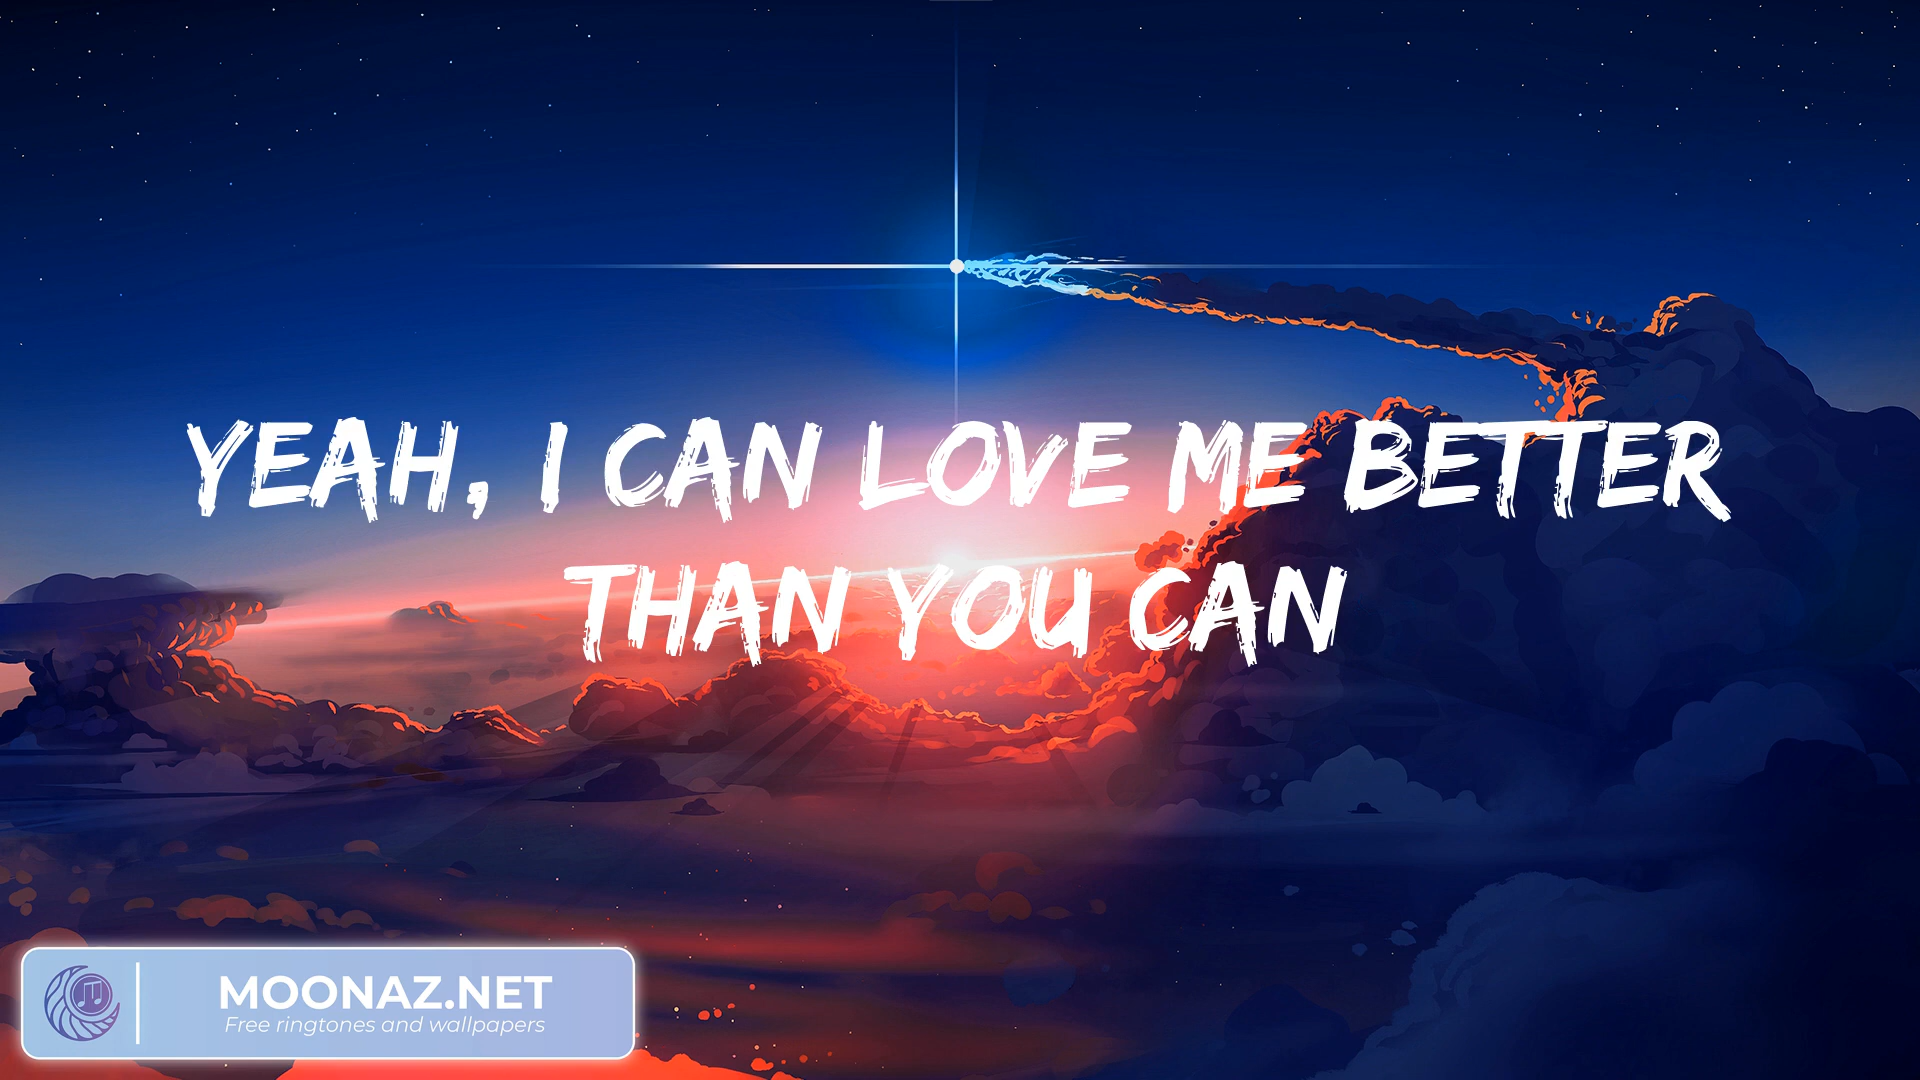 YEAH, I CAN LOVE ME BETTER
THAN YOU CAN
MOONAZ.NET
Free ringtones and wallpapers